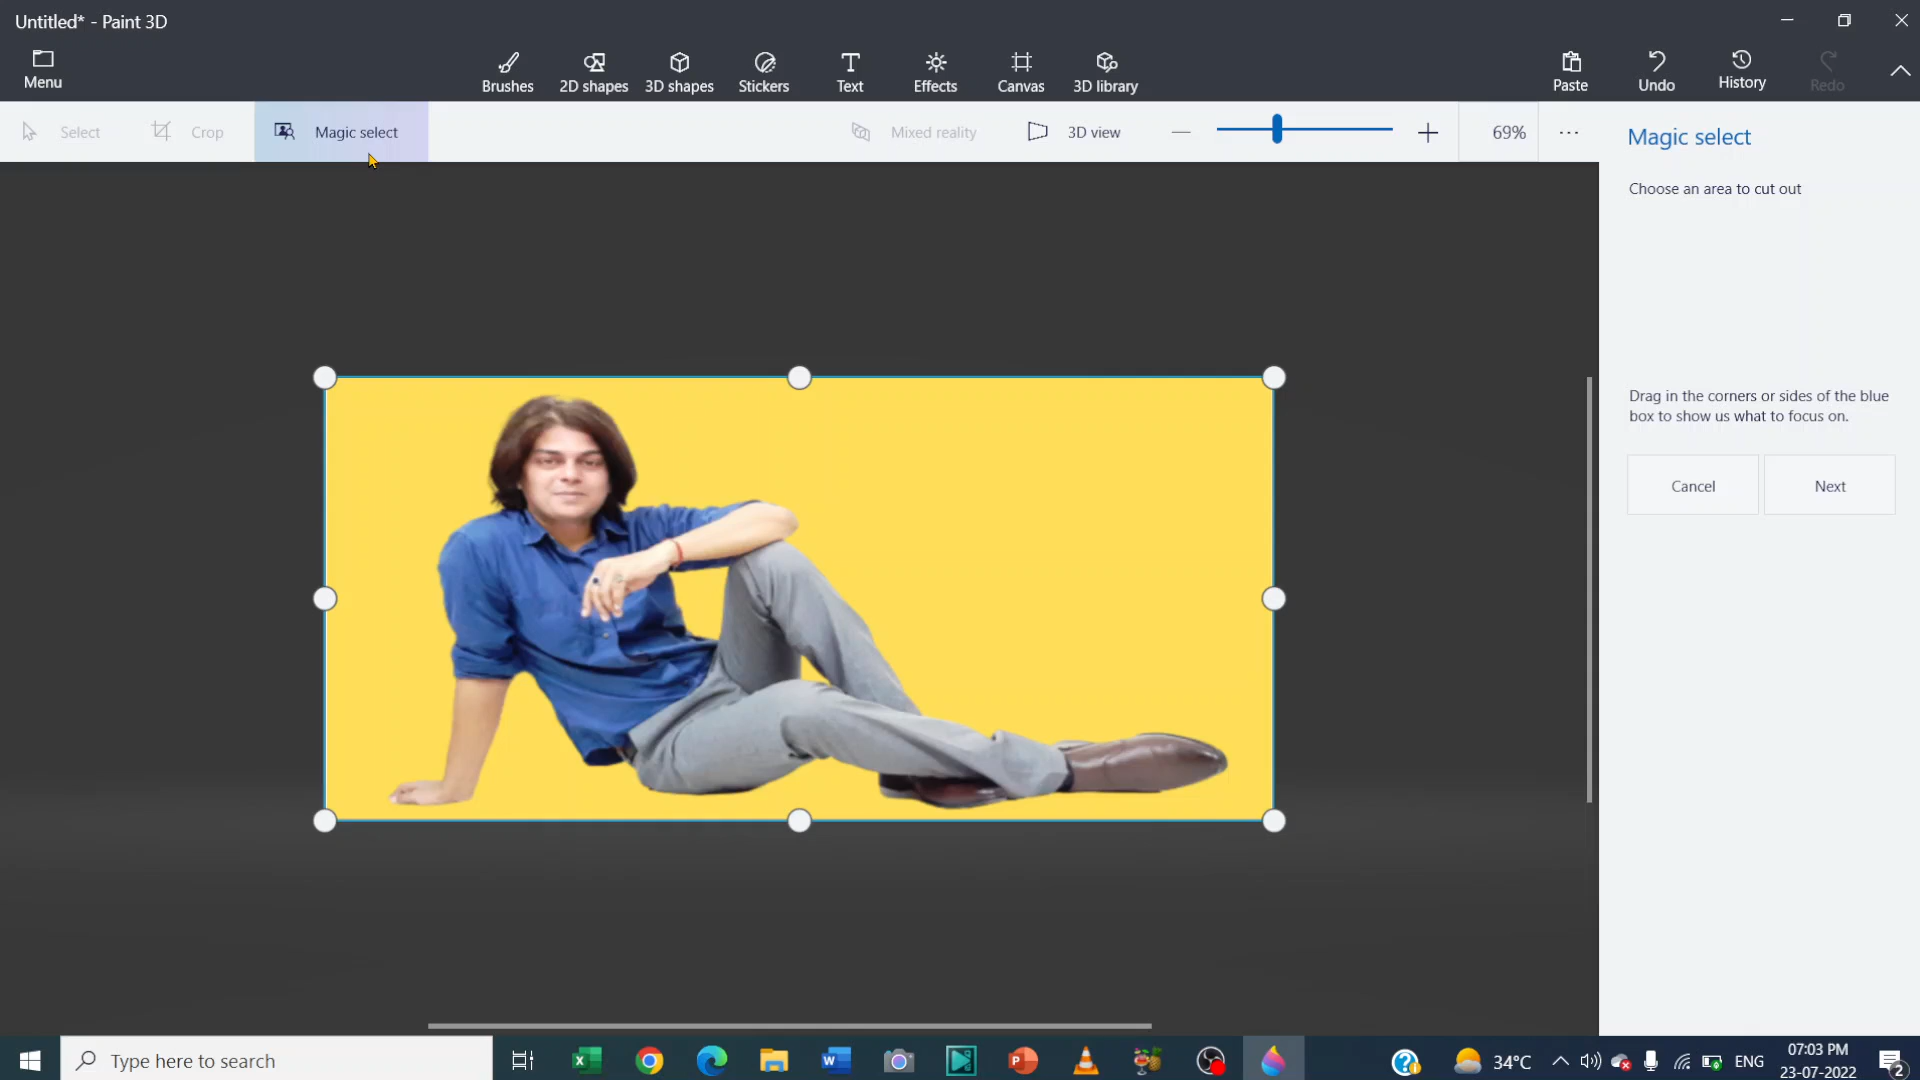 Untitled* - Paint 3D
Menu
Brushes
2D shapes
3D shapes
Stickers
Text
Effects
Canvas
3D library
Paste
Undo
History
Redo
Select
Crop
Magic select
Mixed reality
3D view
69%
Magic select
Choose an area to cut out
Drag in the corners or sides of the blue
box to show us what to focus on.
Cancel
Next
Type here to search
34°C
ENG
07:03 PM
23-07-2022
2